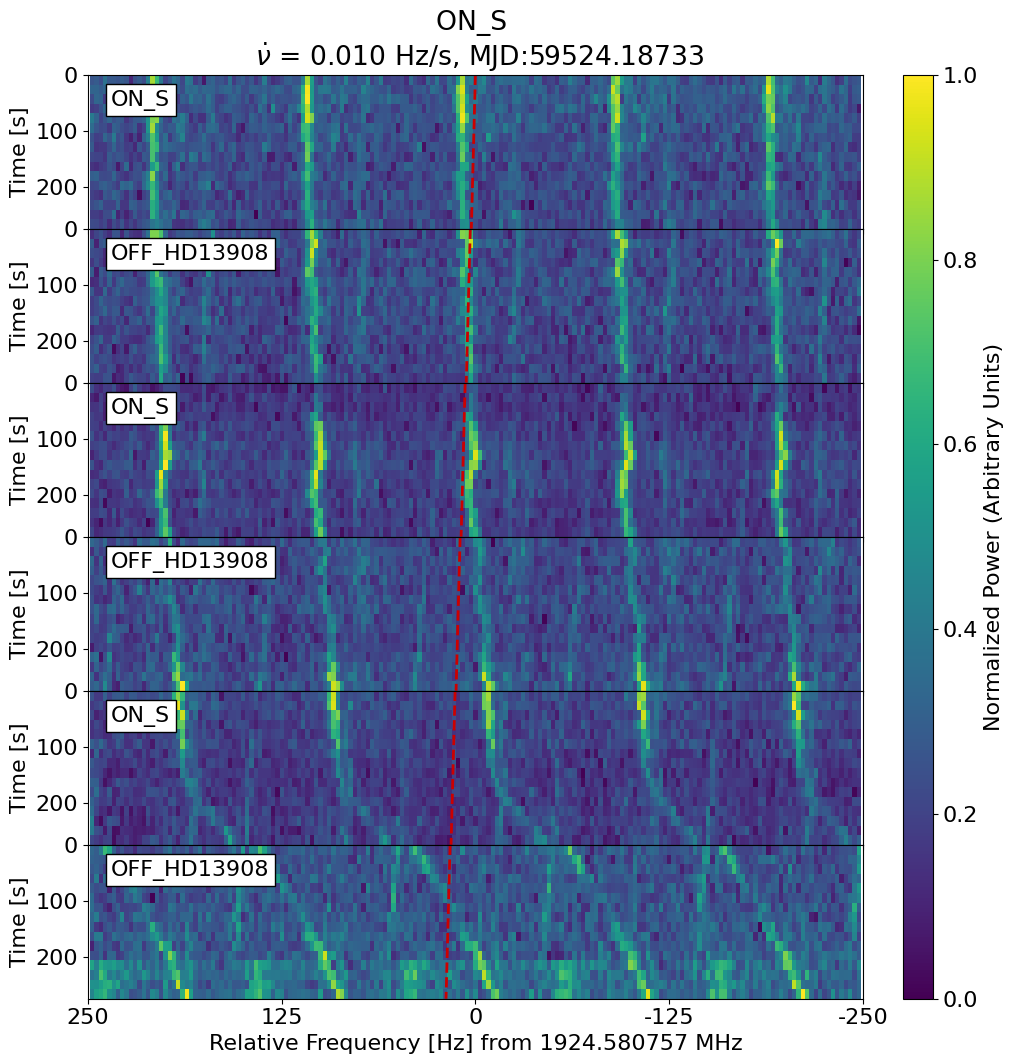 ON_S
ν̇ = 0.010 Hz/s, MJD:59524.18733
0
100
200
Time [s]
ON_S
0
100
200
Time [s]
OFF_HD13908
0
100
200
Time [s]
ON_S
0
100
200
Time [s]
OFF_HD13908
0
100
200
Time [s]
ON_S
0
100
200
Time [s]
OFF_HD13908
250 125 0 -125 -250
Relative Frequency [Hz] from 1924.580757 MHz
1.0
0.8
0.6
0.4
0.2
0.0
Normalized Power (Arbitrary Units)